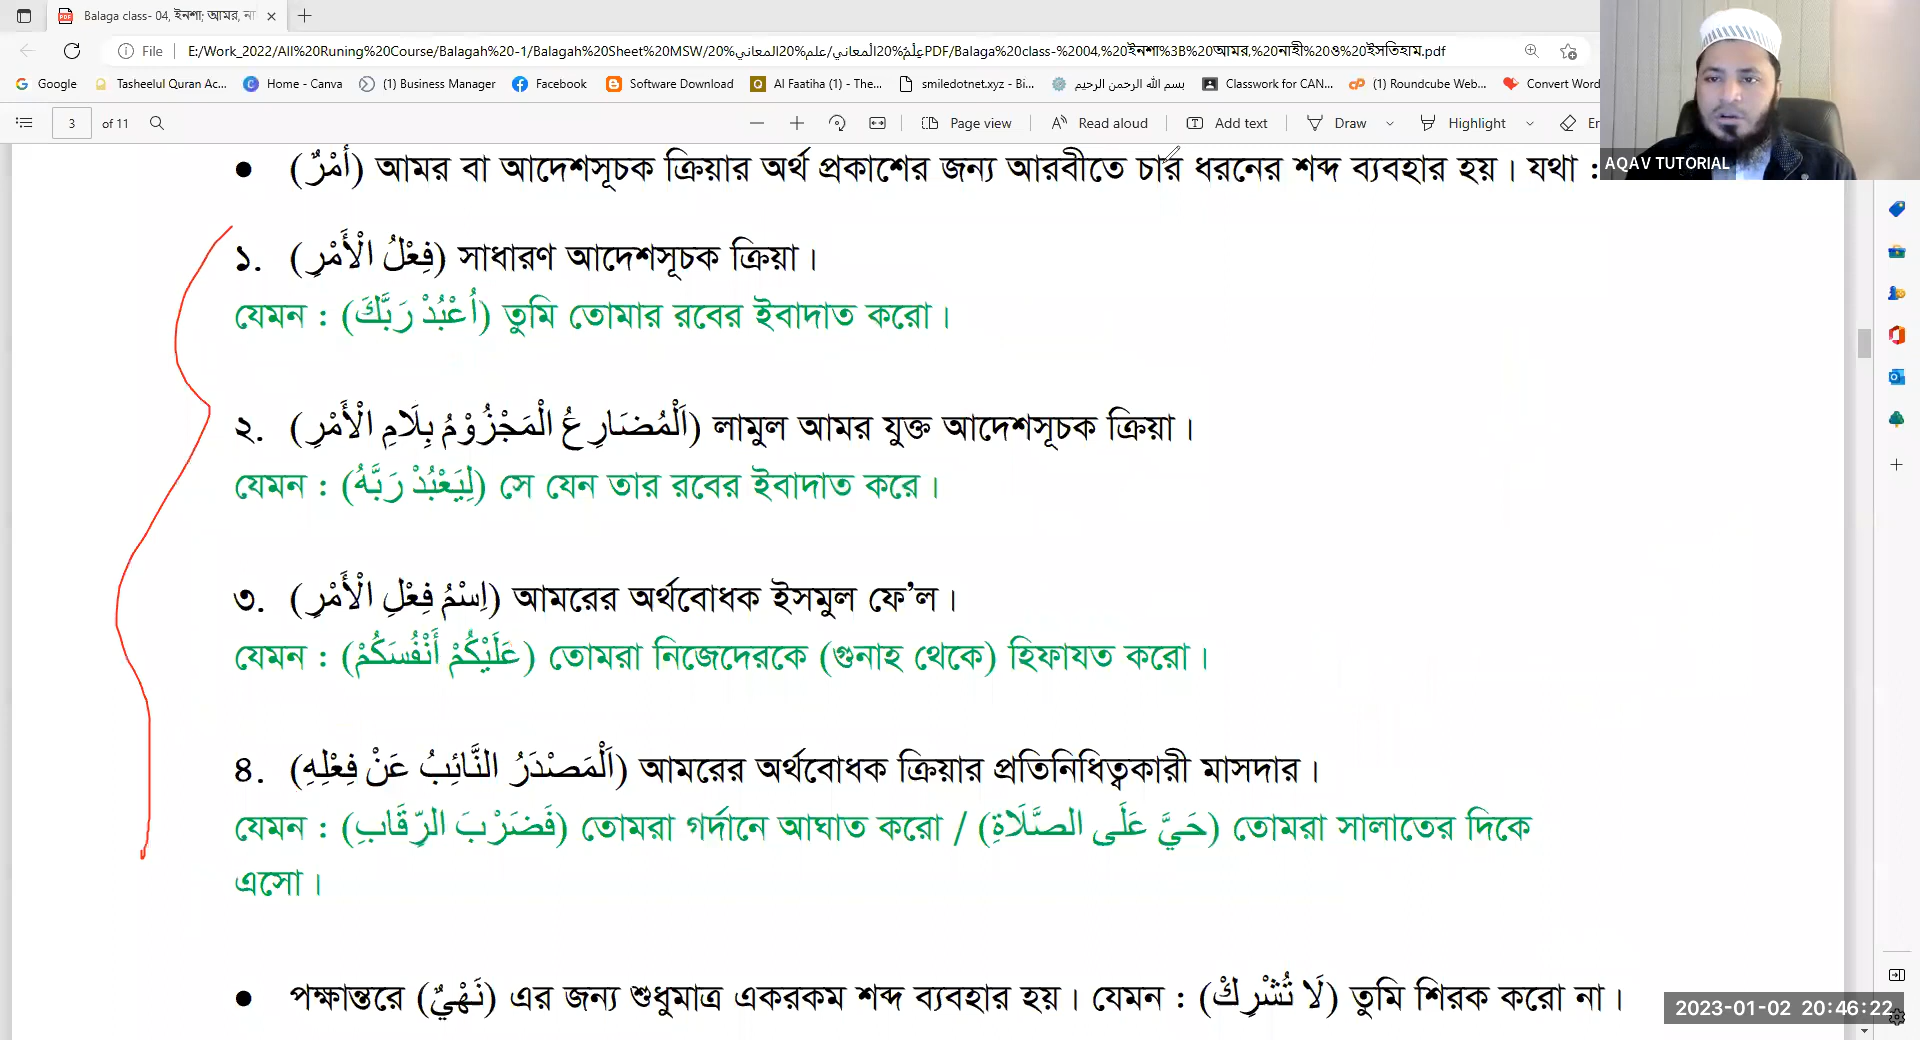 Balaga class- 04, ইনশা; আমর, না
File E:/Work_2022/All%20Runing%20Course/Balagah%20-1/Balagah%20Sheet%20MSW/20%علم%20المعاني/عِلْمُ%20الْمعانيPDF/Balaga%20class-%2004,%20ইনশা%3B%20আমর,%20নাহী%20ও%20ইসতিহাম.pdf
Google Tasheelul Quran Ac... Home - Canva (1) Business Manager Facebook Software Download Al Faatiha (1) - The... smiledotnet.xyz - Bi... بسم الله الرحمن الرحيم Classwork for CAN... (1) Roundcube Web... Convert Word
3 of 11 Page view Read aloud Add text Draw Highlight Er
AQAV TUTORIAL
● (أَمْرٌ) আমর বা আদেশসূচক ক্রিয়ার অর্থ প্রকাশের জন্য আরবীতে চার ধরনের শব্দ ব্যবহার হয়। যথা :
১. (فِعْلُ الْأَمْرِ) সাধারণ আদেশসূচক ক্রিয়া।
যেমন : (اُعْبُدْ رَبَّكَ) তুমি তোমার রবের ইবাদাত করো।
২. (اَلْمُضَارِعُ الْمَجْزُوْمُ بِلَامِ الْأَمْرِ) লামুল আমর যুক্ত আদেশসূচক ক্রিয়া।
যেমন : (لِيَعْبُدْ رَبَّهُ) সে যেন তার রবের ইবাদাত করে।
৩. (اِسْمُ فِعْلِ الْأَمْرِ) আমরের অর্থবোধক ইসমুল ফে’ল।
যেমন : (عَلَيْكُمْ أَنْفُسَكُمْ) তোমরা নিজেদেরকে (গুনাহ থেকে) হিফাযত করো।
৪. (اَلْمَصْدَرُ النَّائِبُ عَنْ فِعْلِهِ) আমরের অর্থবোধক ক্রিয়ার প্রতিনিধিত্বকারী মাসদার।
যেমন : (فَضَرْبَ الرِّقَابِ) তোমরা গর্দানে আঘাত করো / (حَيَّ عَلَى الصَّلَاةِ) তোমরা সালাতের দিকে
এসো।
● পক্ষান্তরে (نَهْيٌ) এর জন্য শুধুমাত্র একরকম শব্দ ব্যবহার হয়। যেমন : (لَا تُشْرِكْ) তুমি শিরক করো না।
2023-01-02 20:46:22